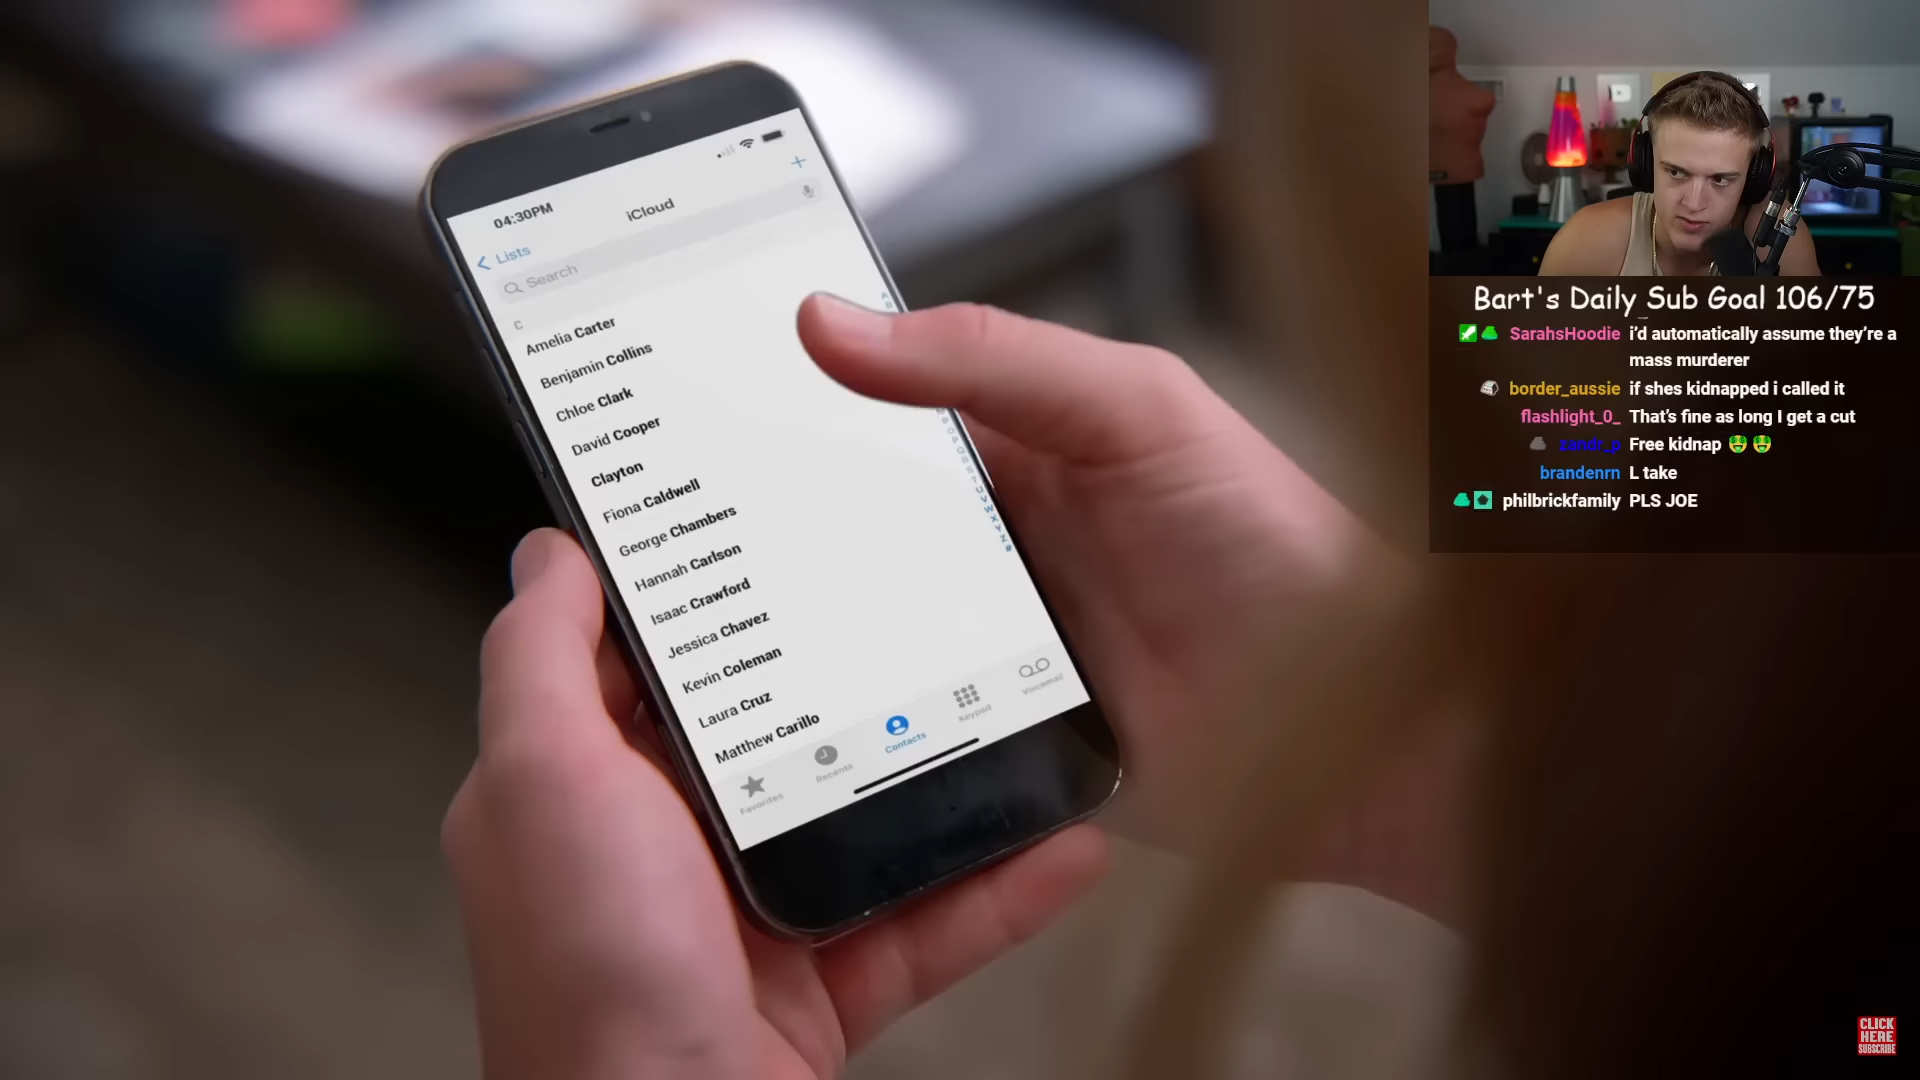 04:30PM
iCloud
Lists
Search
C
Amelia Carter
Benjamin Collins
Chloe Clark
David Cooper
Clayton
Fiona Caldwell
George Chambers
Hannah Carlson
Isaac Crawford
Jessica Chavez
Kevin Coleman
Laura Cruz
Matthew Carillo
Favorites
Recents
Contacts
Keypad
Voicemail
Bart's Daily Sub Goal 106/75
SarahsHoodie i'd automatically assume they're a
mass murderer
border_aussie if shes kidnapped i called it
flashlight_0_ That's fine as long I get a cut
zandr_p Free kidnap 🤑 🤑
brandenrn L take
philbrickfamily PLS JOE
CLICK
HERE
SUBSCRIBE